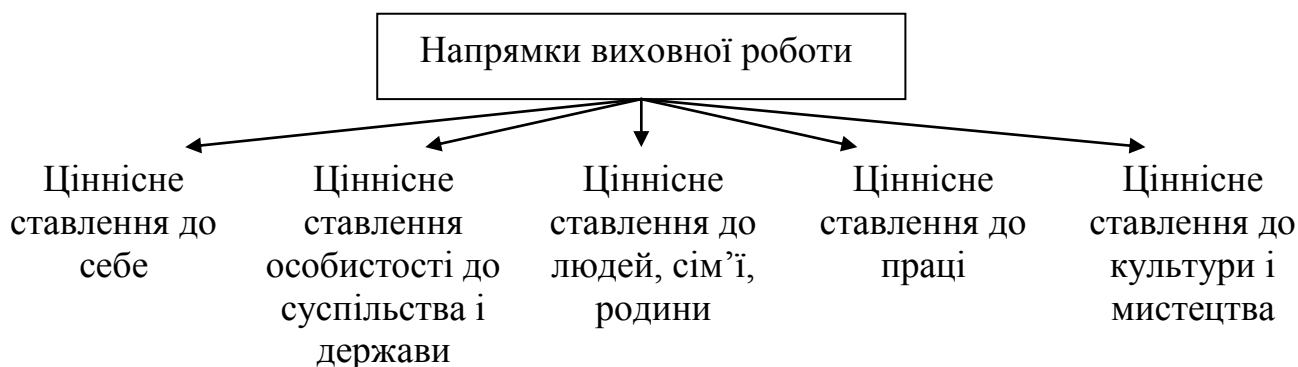 Напрямки виховної роботи
Ціннісне
ставлення до
себе
Ціннісне
ставлення
особистості до
суспільства і
держави
Ціннісне
ставлення до
людей, сім’ї,
родини
Ціннісне
ставлення до
праці
Ціннісне
ставлення до
культури і
мистецтва